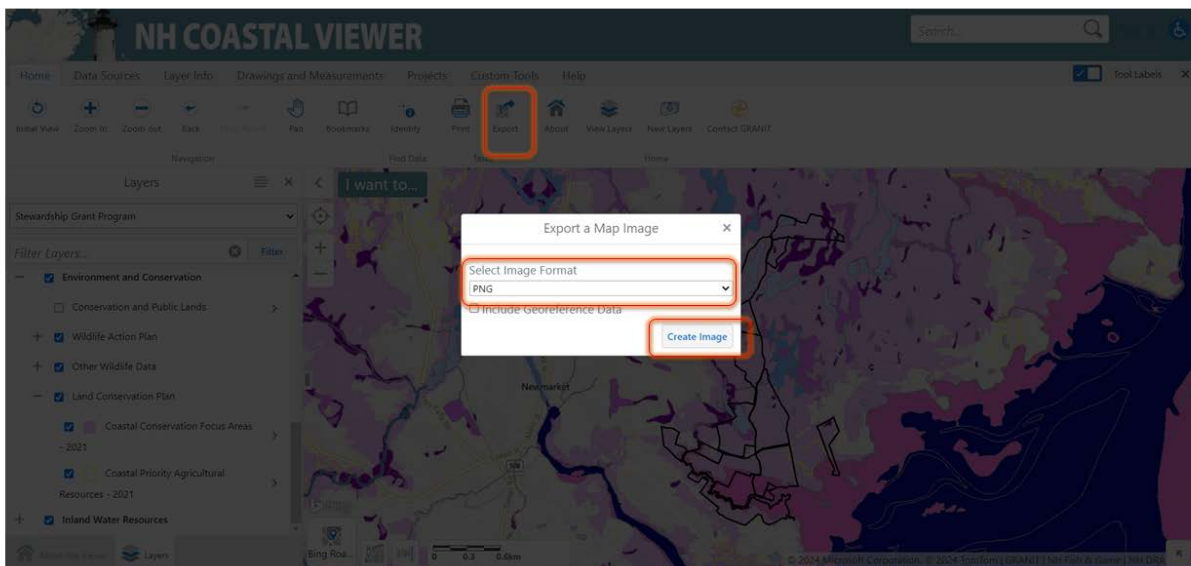 NH COASTAL VIEWER
Search...
Home Data Sources Layer Info Drawings and Measurements Projects Custom Tools Help
Tool Labels
Initial View Zoom In Zoom out Back Pan Bookmarks Identify Print Export About View Layers New Layers Contact GRANIT
Navigation Find Data Tasks Home
Layers
I want to...
Stewardship Grant Program
Filter Layers... Filter
Environment and Conservation
Conservation and Public Lands
Wildlife Action Plan
Other Wildlife Data
Land Conservation Plan
Coastal Conservation Focus Areas
- 2021
Coastal Priority Agricultural
Resources - 2021
Inland Water Resources
Layers
Export a Map Image
Select Image Format
PNG
Include Georeference Data
Create Image
Newmarket
108
Bing Roa...
0 0.3 0.6km
© 2024 Microsoft Corporation, © 2024 TomTom | GRANIT | NH Fish & Game | NH DRA